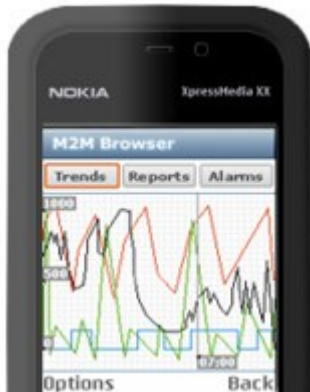 NOKIA XpressMedia XX
M2M Browser
Trends Reports Alarms
1000
500
0
07:00
Options Back